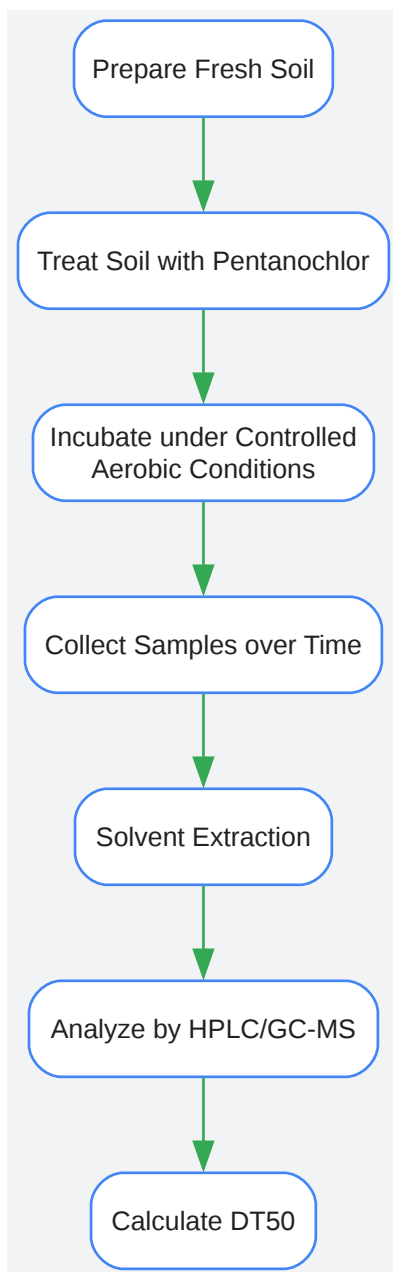 Prepare Fresh Soil
Treat Soil with Pentanochlor
Incubate under Controlled
Aerobic Conditions
Collect Samples over Time
Solvent Extraction
Analyze by HPLC/GC-MS
Calculate DT50